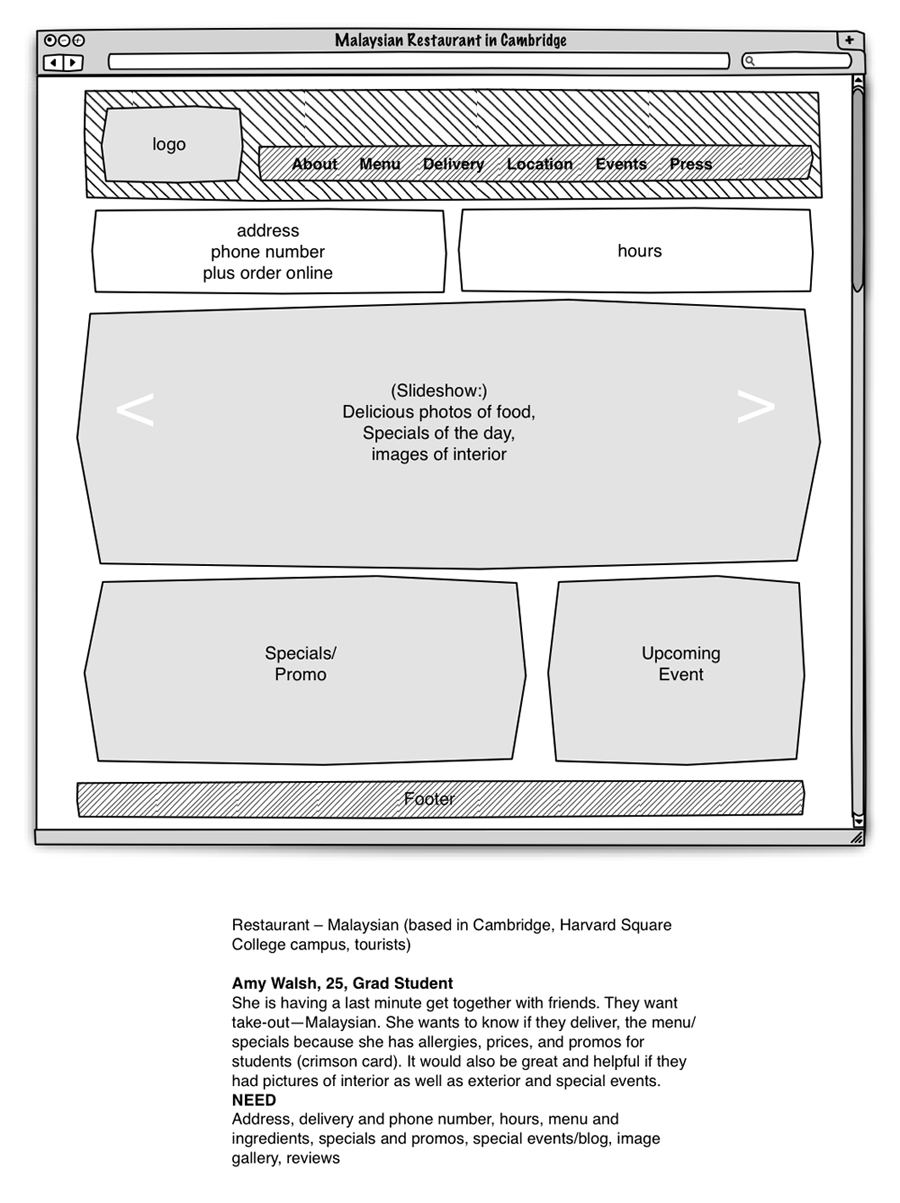 Malaysian Restaurant in Cambridge
logo
About Menu Delivery Location Events Press
address
phone number
plus order online
hours
(Slideshow:)
Delicious photos of food,
Specials of the day,
images of interior
< >
Specials/
Promo
Upcoming
Event
Footer
Restaurant – Malaysian (based in Cambridge, Harvard Square
College campus, tourists)
Amy Walsh, 25, Grad Student
She is having a last minute get together with friends. They want
take-out—Malaysian. She wants to know if they deliver, the menu/
specials because she has allergies, prices, and promos for
students (crimson card). It would also be great and helpful if they
had pictures of interior as well as exterior and special events.
NEED
Address, delivery and phone number, hours, menu and
ingredients, specials and promos, special events/blog, image
gallery, reviews